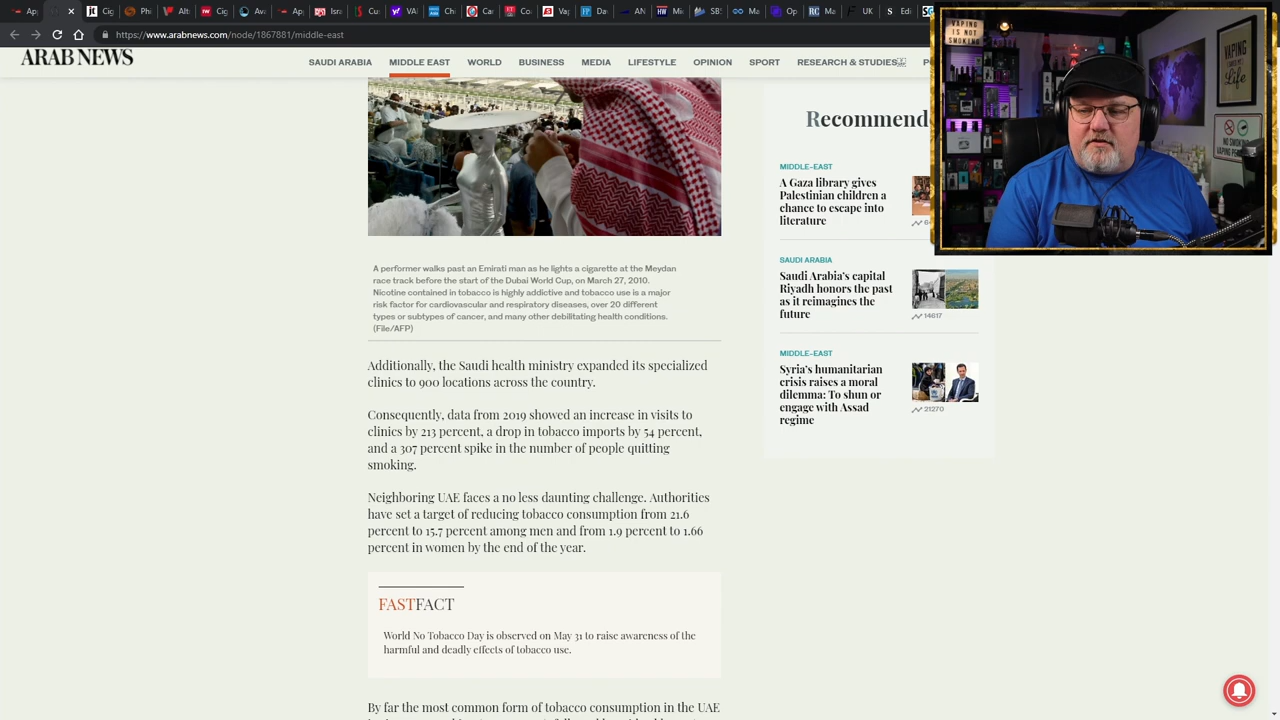 https://www.arabnews.com/node/1867881/middle-east
ARAB NEWS
SAUDI ARABIA
MIDDLE EAST
WORLD
BUSINESS
MEDIA
LIFESTYLE
OPINION
SPORT
RESEARCH & STUDIES
A performer walks past an Emirati man as he lights a cigarette at the Meydan
race track before the start of the Dubai World Cup, on March 27, 2010.
Nicotine contained in tobacco is highly addictive and tobacco use is a major
risk factor for cardiovascular and respiratory diseases, over 20 different
types or subtypes of cancer, and many other debilitating health conditions.
(File/AFP)
Additionally, the Saudi health ministry expanded its specialized
clinics to 900 locations across the country.
Consequently, data from 2019 showed an increase in visits to
clinics by 213 percent, a drop in tobacco imports by 54 percent,
and a 307 percent spike in the number of people quitting
smoking.
Neighboring UAE faces a no less daunting challenge. Authorities
have set a target of reducing tobacco consumption from 21.6
percent to 15.7 percent among men and from 1.9 percent to 1.66
percent in women by the end of the year.
FASTFACT
World No Tobacco Day is observed on May 31 to raise awareness of the
harmful and deadly effects of tobacco use.
By far the most common form of tobacco consumption in the UAE
Recommend
MIDDLE-EAST
A Gaza library gives
Palestinian children a
chance to escape into
literature
SAUDI ARABIA
Saudi Arabia's capital
Riyadh honors the past
as it reimagines the
future
14617
MIDDLE-EAST
Syria's humanitarian
crisis raises a moral
dilemma: To shun or
engage with Assad
regime
21270
VAPING
IS NOT
SMOKING
VAPING
Life
NO SMOKING